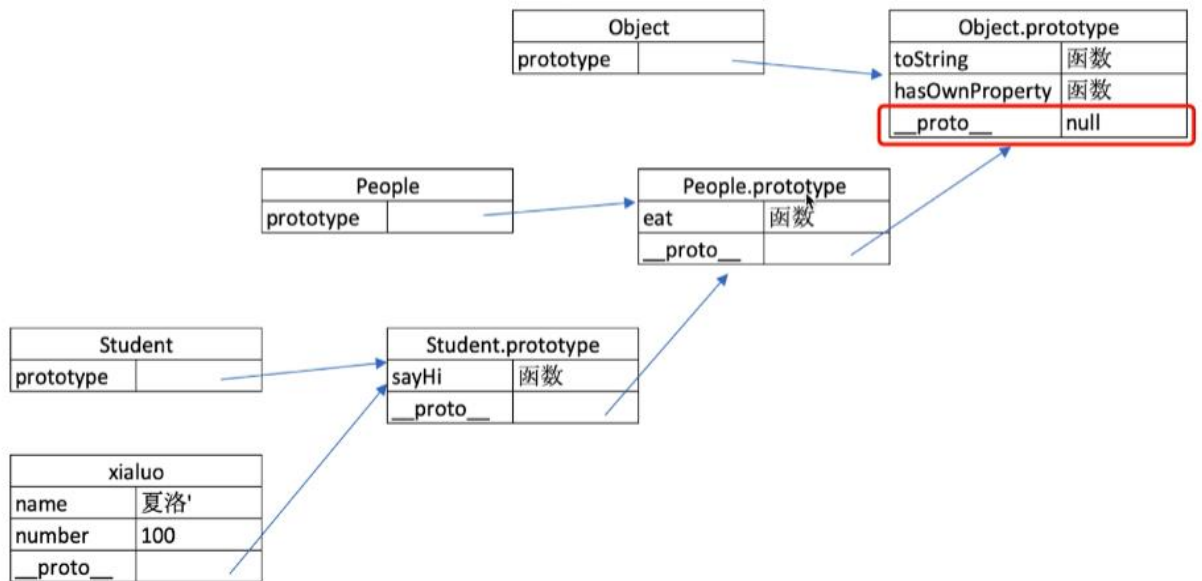 Object
prototype
Object.prototype
toString 函数
hasOwnProperty 函数
__proto__ null
People
prototype
People.prototype
eat 函数
__proto__
Student
prototype
Student.prototype
sayHi 函数
__proto__
xialuo
name 夏洛'
number 100
__proto__